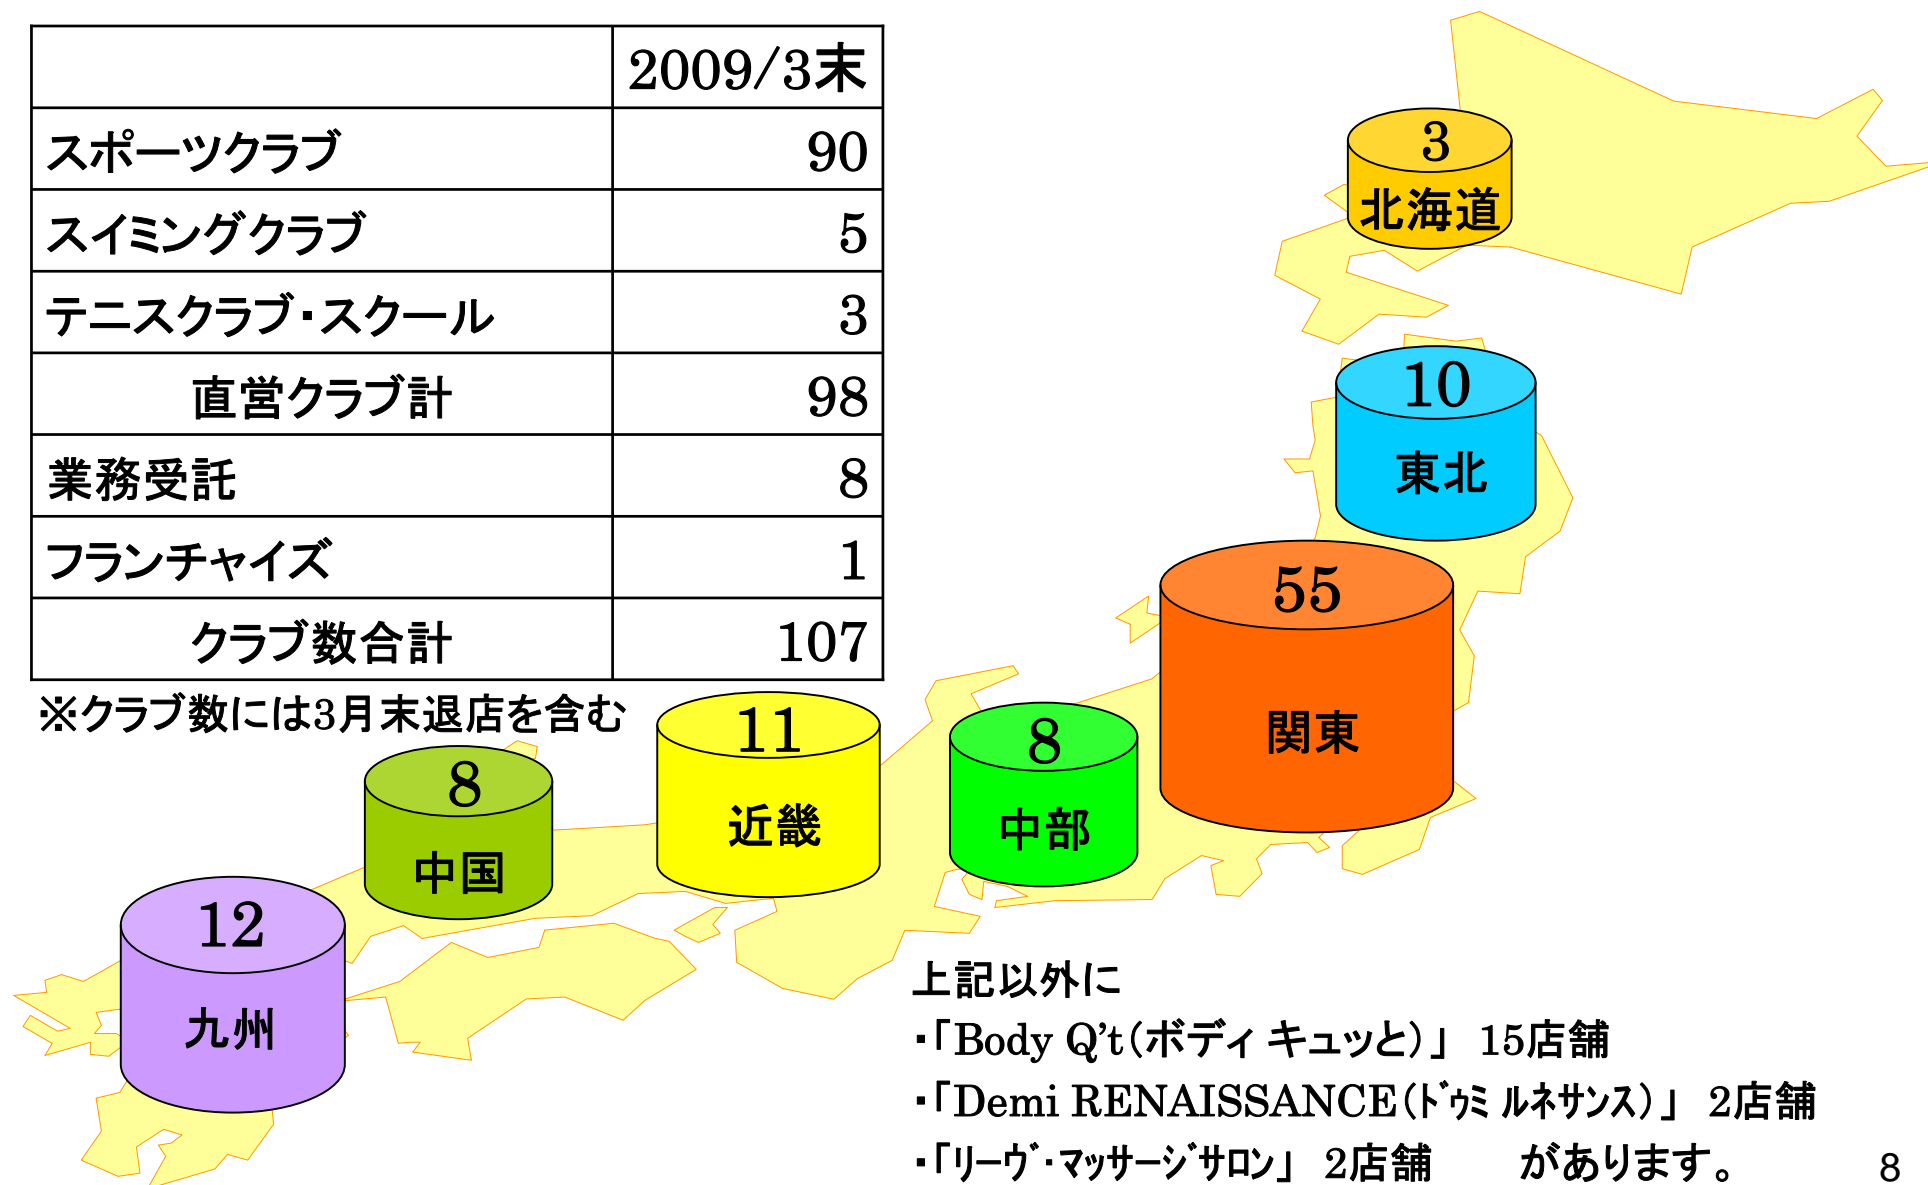 2009/3末
スポーツクラブ 90
スイミングクラブ 5
テニスクラブ・スクール 3
直営クラブ計 98
業務受託 8
フランチャイズ 1
クラブ数合計 107
※クラブ数には3月末退店を含む
3
北海道
10
東北
55
関東
8
中部
11
近畿
8
中国
12
九州
上記以外に
・「Body Q't(ボディ キュッと)」 15店舗
・「Demi RENAISSANCE(ドゥミ ルネサンス)」 2店舗
・「リーヴ・マッサージサロン」 2店舗 があります。
8